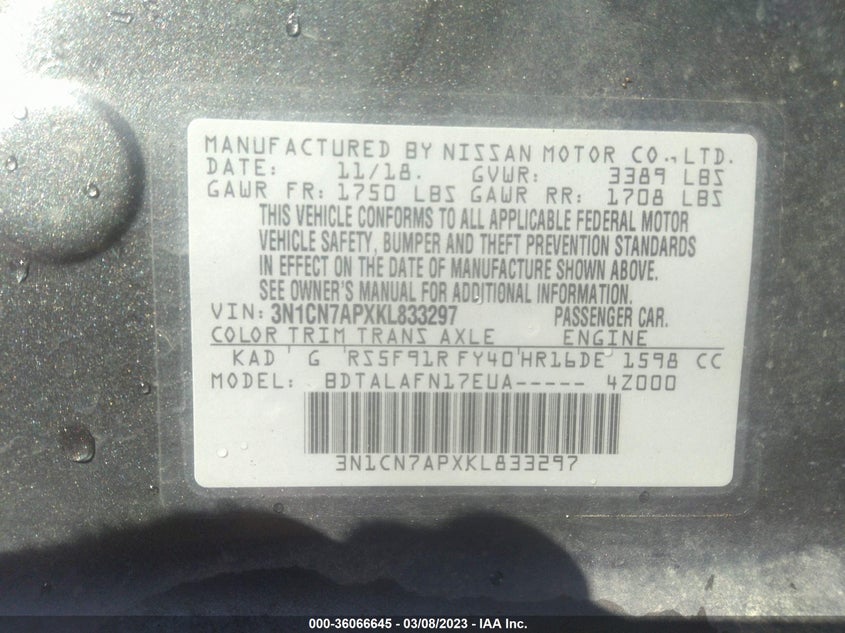 MANUFACTURED BY NISSAN MOTOR CO.,LTD.
DATE: 11/18. GVWR: 3389 LBS
GAWR FR: 1750 LBS GAWR RR: 1708 LBS
THIS VEHICLE CONFORMS TO ALL APPLICABLE FEDERAL MOTOR
VEHICLE SAFETY, BUMPER AND THEFT PREVENTION STANDARDS
IN EFFECT ON THE DATE OF MANUFACTURE SHOWN ABOVE.
SEE OWNER'S MANUAL FOR ADDITIONAL INFORMATION
VIN: 3N1CN7APXKL833297 PASSENGER CAR.
COLOR TRIM TRANS AXLE ENGINE
KAD G RS5F91R FY40 HR16DE 1598 CC
MODEL: BDTALAFN17EUA----- 4Z000
3N1CN7APXKL833297
000-36066645 - 03/08/2023 - IAA Inc.